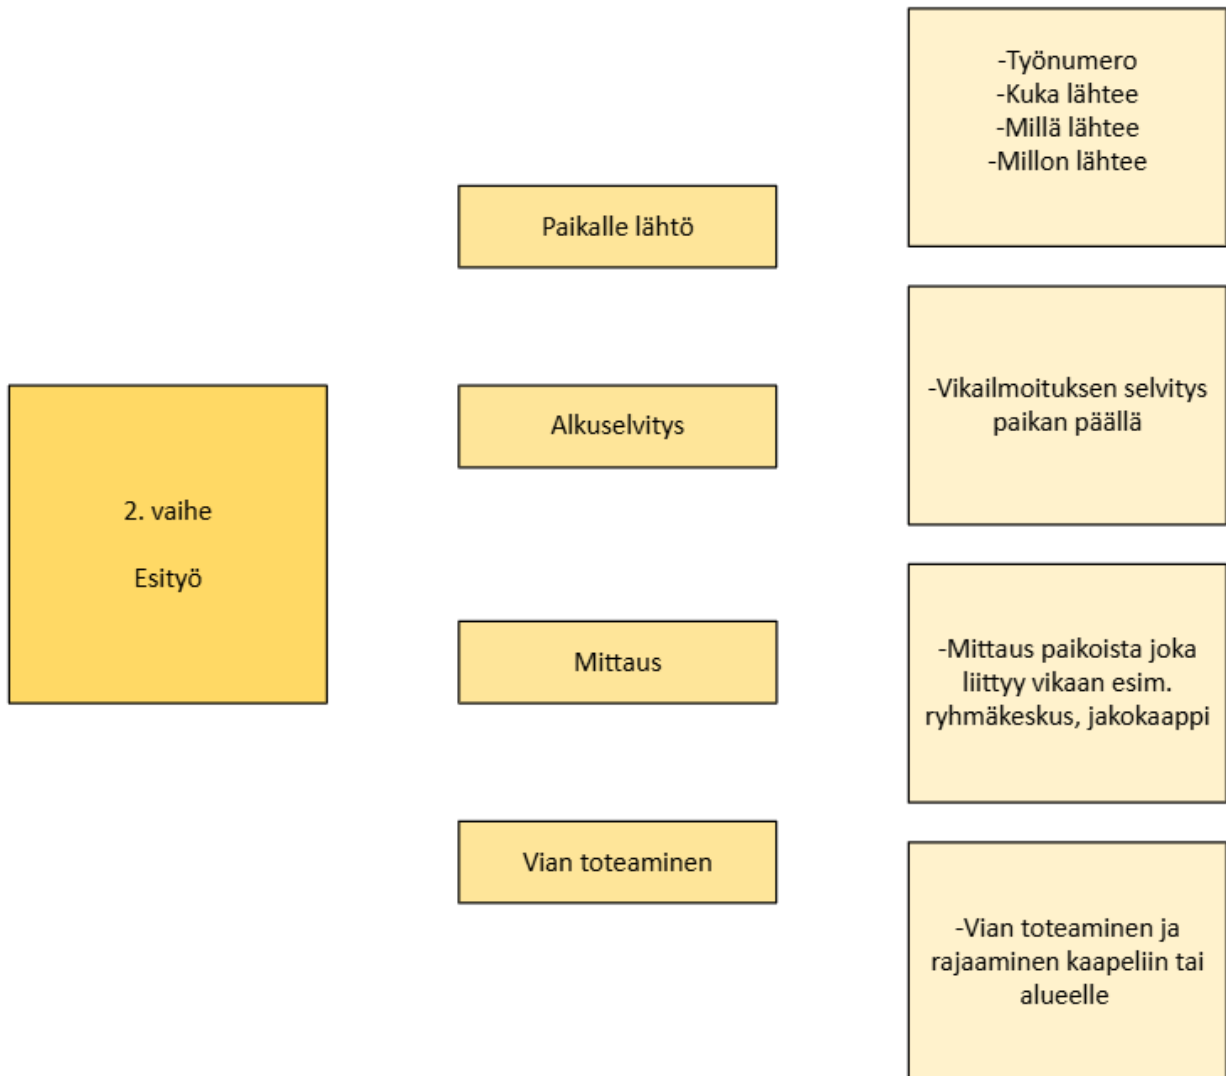 2. vaihe
Esityö
Paikalle lähtö
Alkuselvitys
Mittaus
Vian toteaminen
-Työnumero
-Kuka lähtee
-Millä lähtee
-Millon lähtee
-Vikailmoituksen selvitys
paikan päällä
-Mittaus paikoista joka
liittyy vikaan esim.
ryhmäkeskus, jakokaappi
-Vian toteaminen ja
rajaaminen kaapeliin tai
alueelle